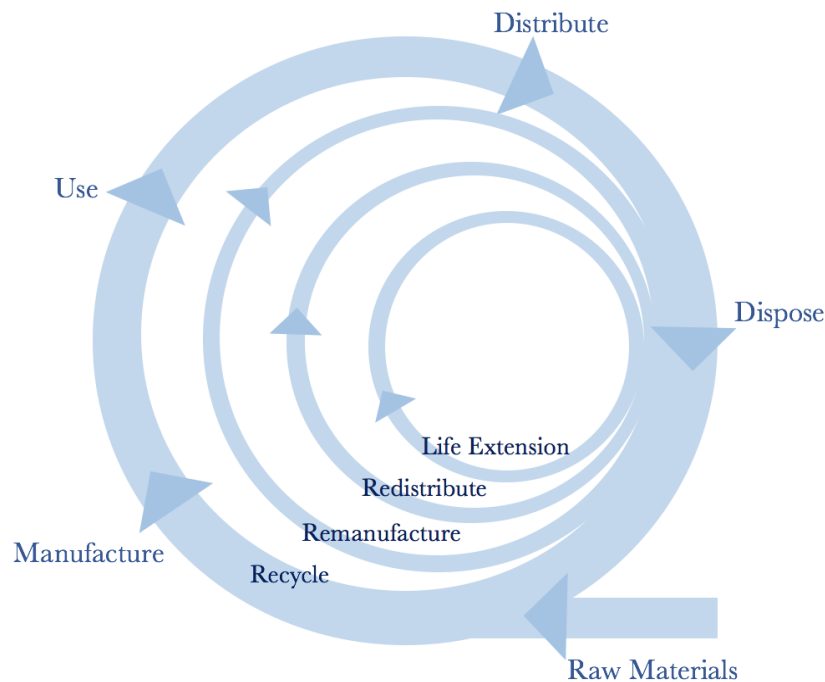 Distribute
Use
Dispose
Life Extension
Redistribute
Remanufacture
Manufacture
Recycle
Raw Materials